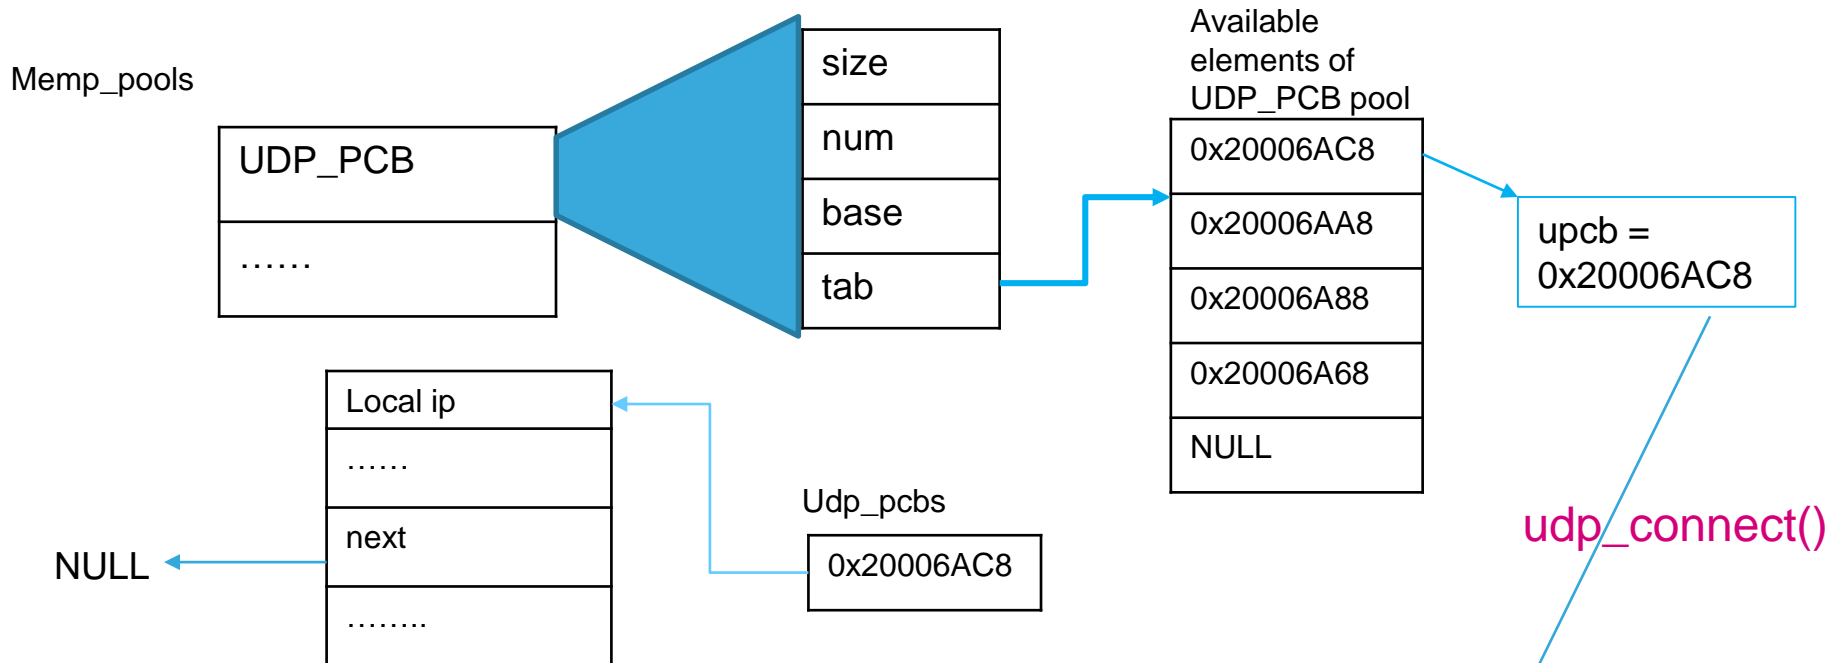 Memp_pools
UDP_PCB
……
size
num
base
tab
Available
elements of
UDP_PCB pool
0x20006AC8
0x20006AA8
0x20006A88
0x20006A68
NULL
upcb =
0x20006AC8
Local ip
……
next
……..
NULL
Udp_pcbs
0x20006AC8
udp_connect()